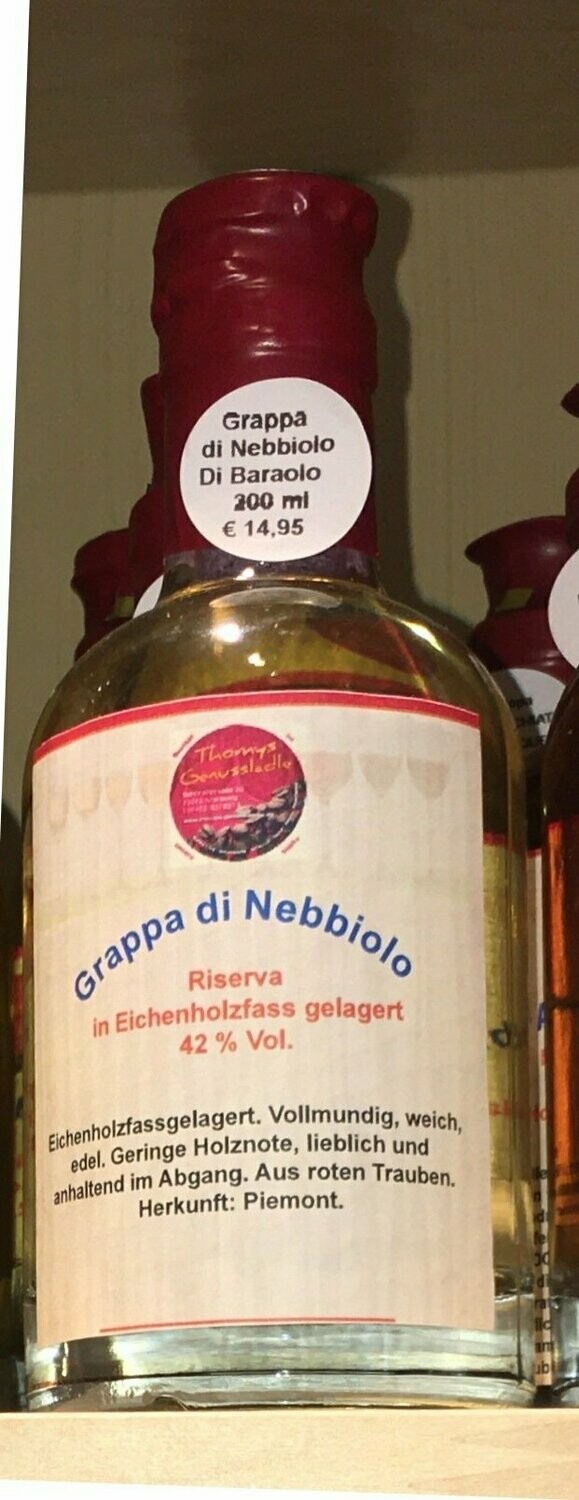 Grappa
di Nebbiolo
Di Baraolo
200 ml
€ 14,95
Thomys
Genussladle
Grappa di Nebbiolo
Riserva
in Eichenholzfass gelagert
42 % Vol.
Eichenholzfassgelagert. Vollmundig, weich,
edel. Geringe Holznote, lieblich und
anhaltend im Abgang. Aus roten Trauben.
Herkunft: Piemont.